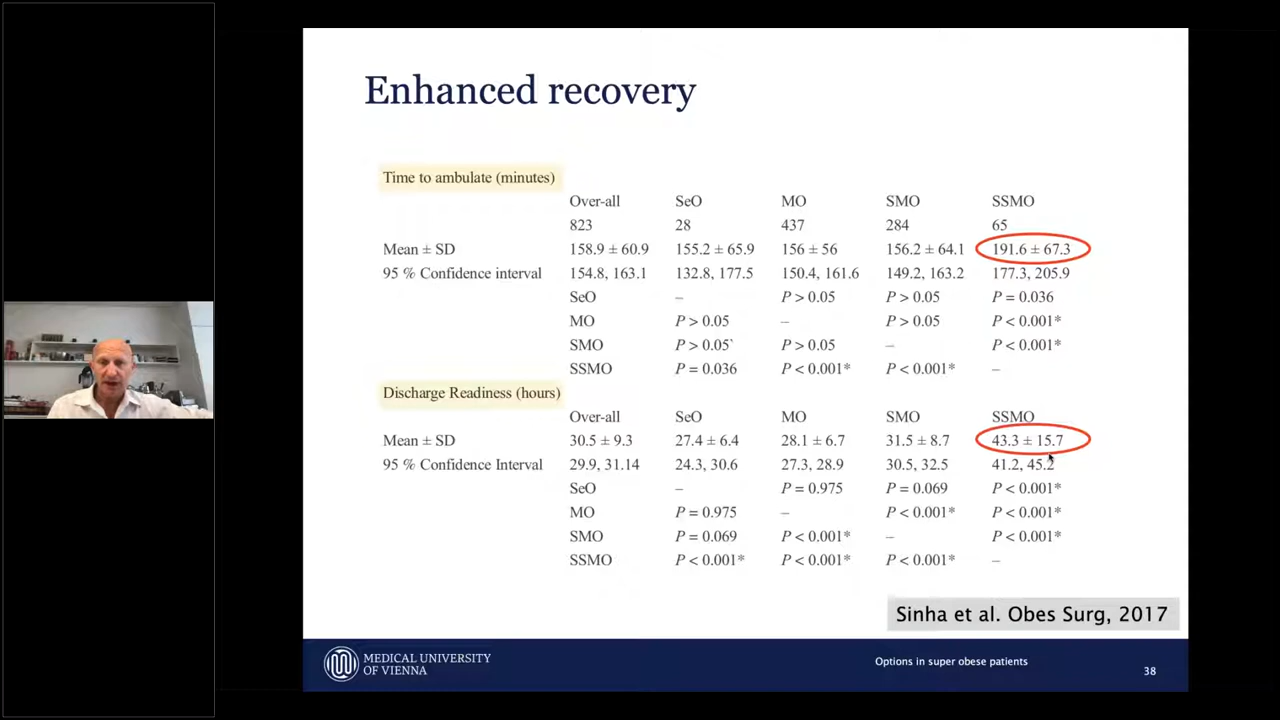 Enhanced recovery
Time to ambulate (minutes)
Over-all SeO MO SMO SSMO
823 28 437 284 65
Mean ± SD 158.9 ± 60.9 155.2 ± 65.9 156 ± 56 156.2 ± 64.1 191.6 ± 67.3
95 % Confidence interval 154.8, 163.1 132.8, 177.5 150.4, 161.6 149.2, 163.2 177.3, 205.9
SeO – P > 0.05 P > 0.05 P = 0.036
MO P > 0.05 – P > 0.05 P < 0.001*
SMO P > 0.05` P > 0.05 – P < 0.001*
SSMO P = 0.036 P < 0.001* P < 0.001* –
Discharge Readiness (hours)
Over-all SeO MO SMO SSMO
Mean ± SD 30.5 ± 9.3 27.4 ± 6.4 28.1 ± 6.7 31.5 ± 8.7 43.3 ± 15.7
95 % Confidence Interval 29.9, 31.14 24.3, 30.6 27.3, 28.9 30.5, 32.5 41.2, 45.2
SeO – P = 0.975 P = 0.069 P < 0.001*
MO P = 0.975 – P < 0.001* P < 0.001*
SMO P = 0.069 P < 0.001* – P < 0.001*
SSMO P < 0.001* P < 0.001* P < 0.001* –
Sinha et al. Obes Surg, 2017
MEDICAL UNIVERSITY
OF VIENNA
Options in super obese patients
38